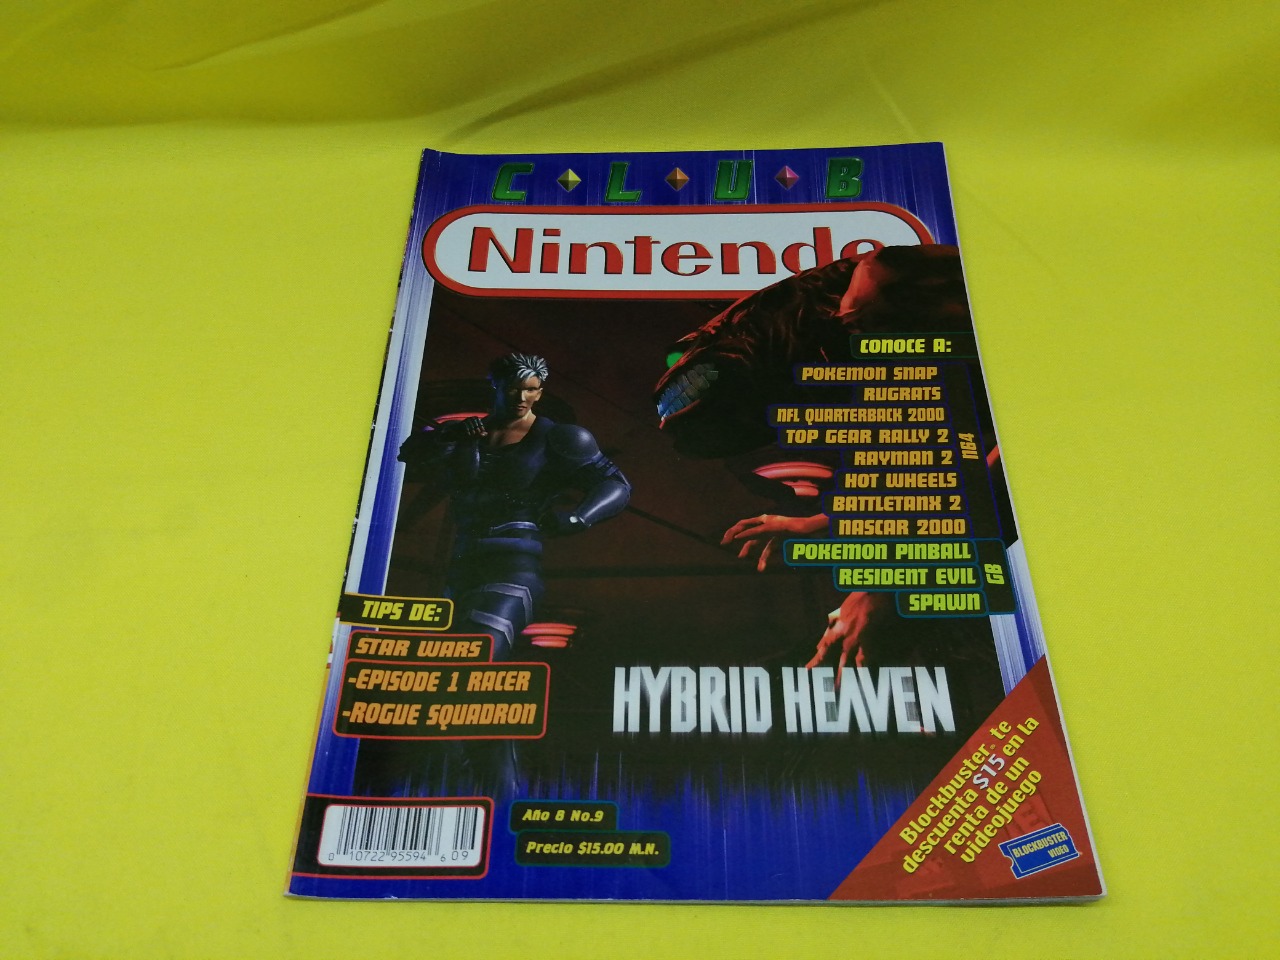 CLUB
Nintendo
CONOCE A:
POKEMON SNAP
RUGRATS
NFL QUARTERBACK 2000
TOP GEAR RALLY 2
RAYMAN 2
HOT WHEELS
BATTLETANX 2
NASCAR 2000
N64
POKEMON PINBALL
RESIDENT EVIL
SPAWN
GB
TIPS DE:
STAR WARS
-EPISODE 1 RACER
-ROGUE SQUADRON
HYBRID HEAVEN
Blockbuster te
descuenta $15 en la
renta de un
videojuego
BLOCKBUSTER
VIDEO
Año 8 No.9
Precio $15.00 M.N.
0 10722 95594 6 09